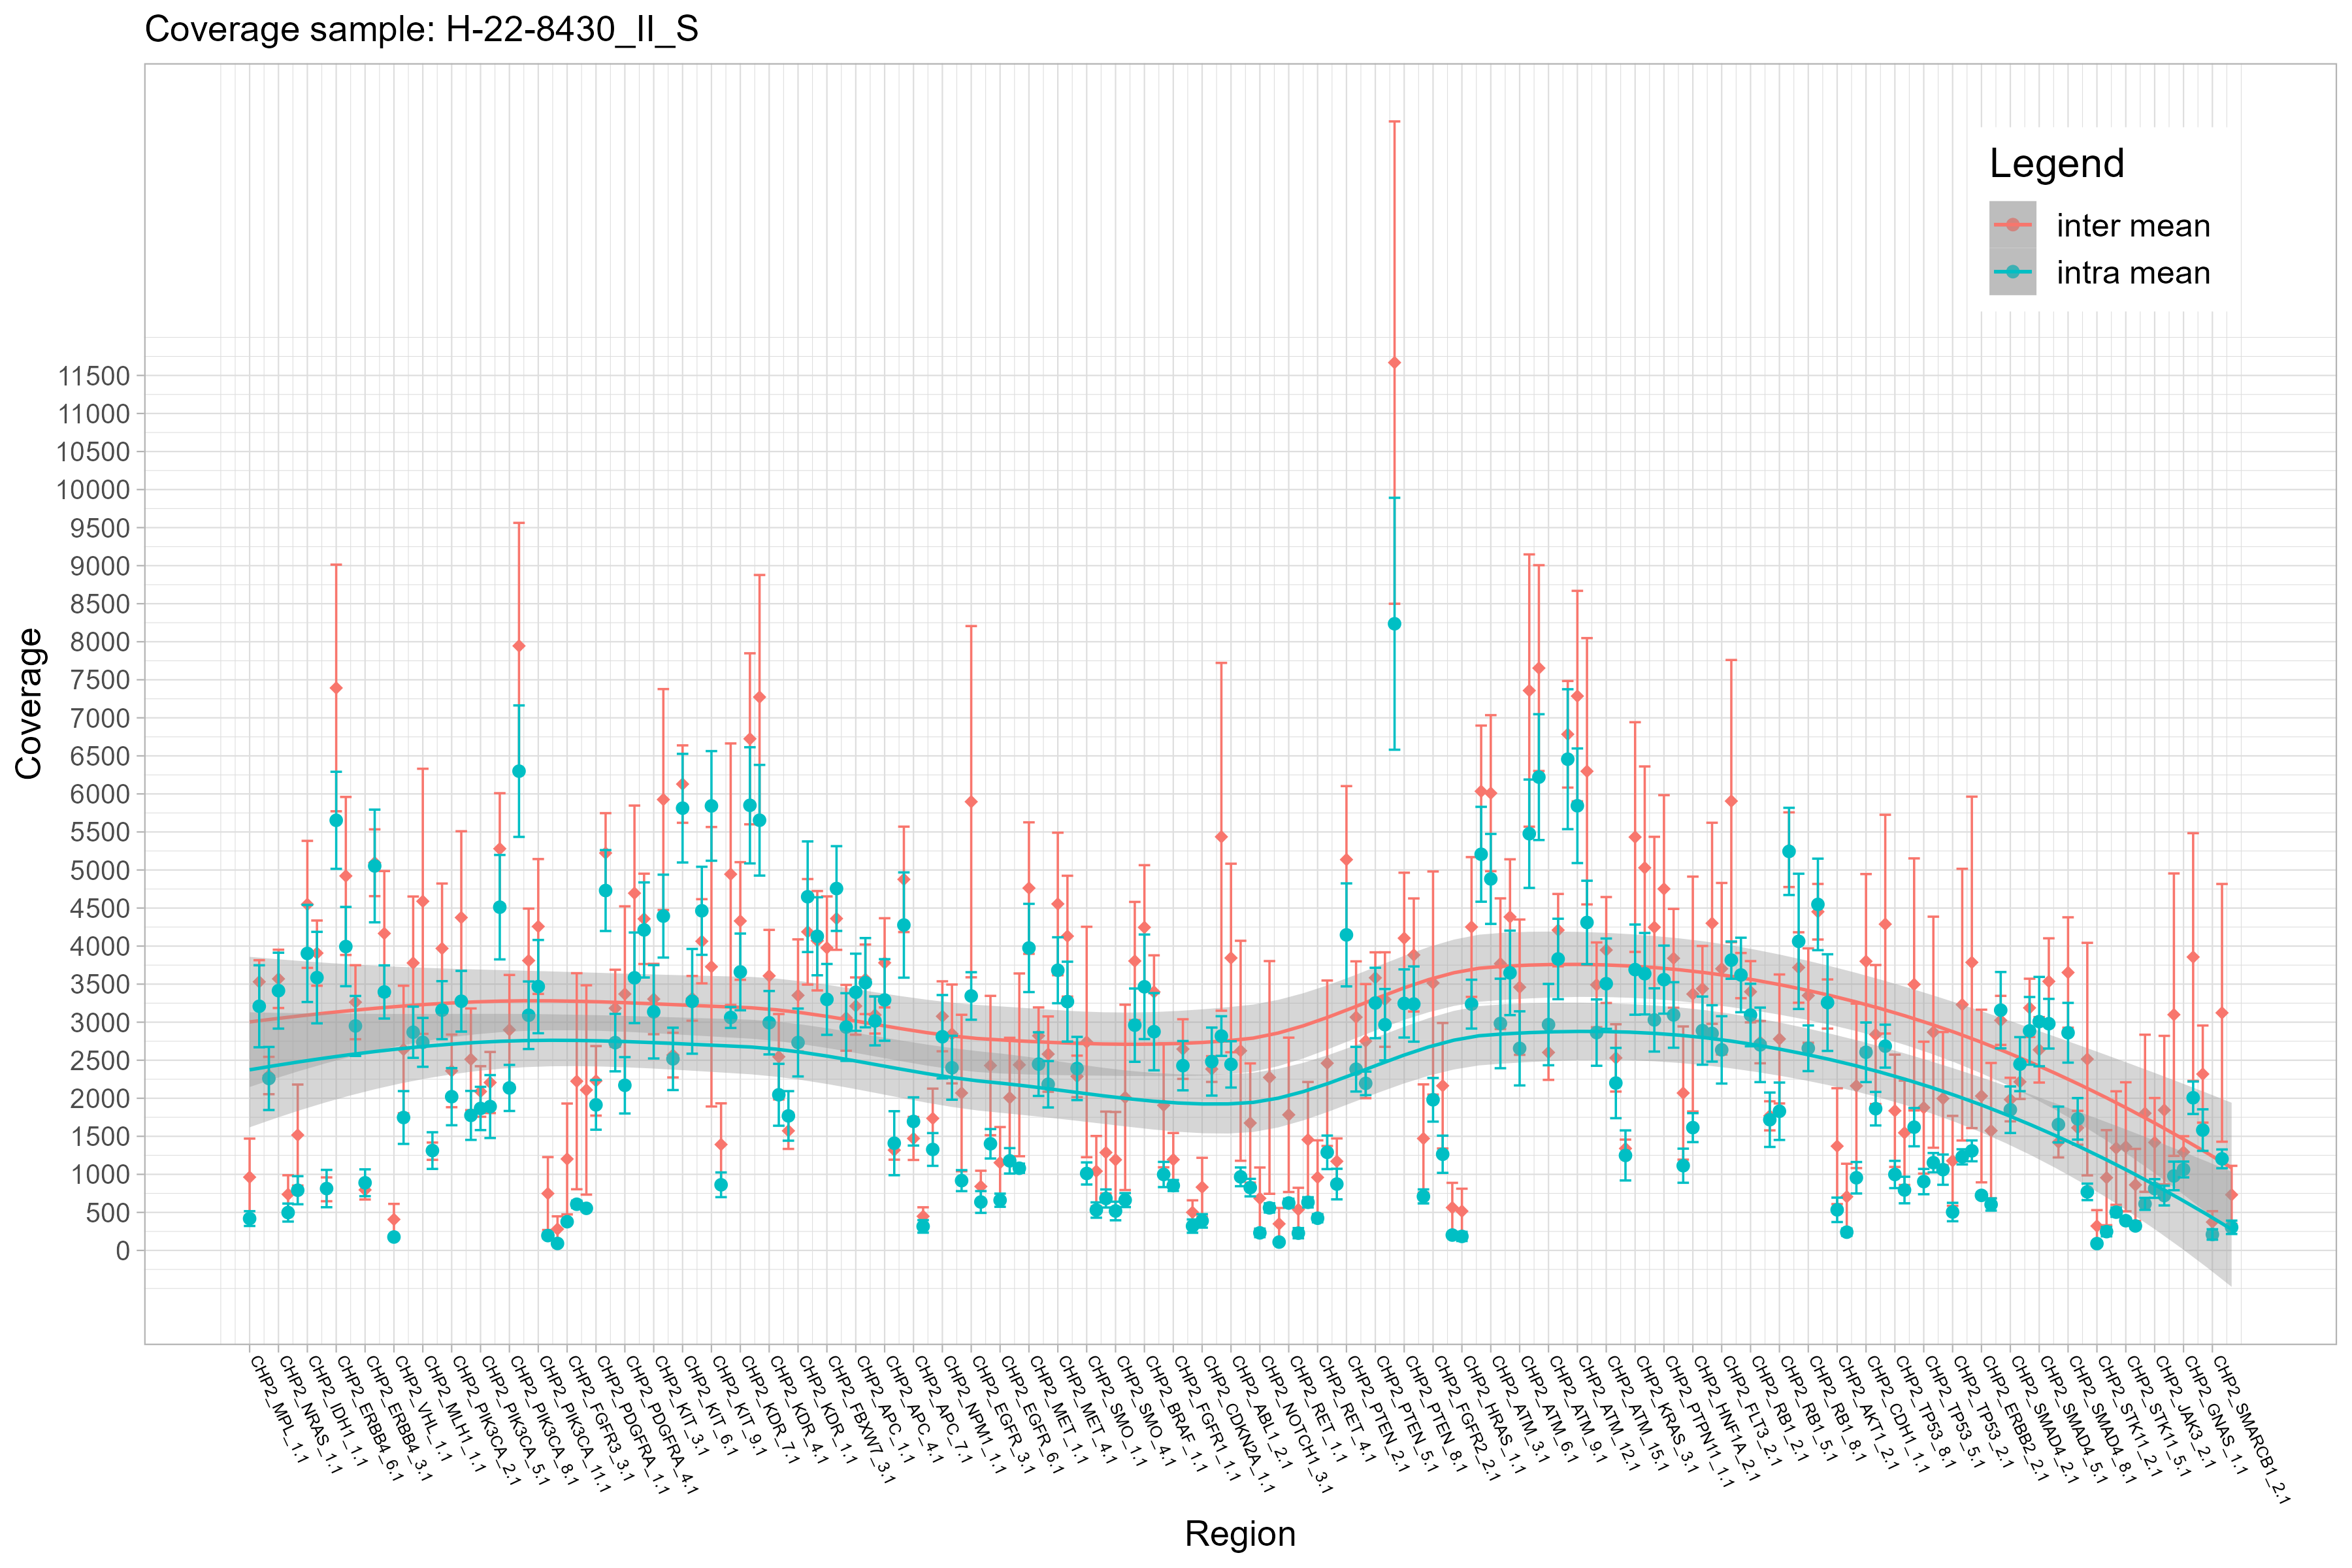 Coverage sample: H-22-8430_II_S
Legend
inter mean
intra mean
Coverage
11500
11000
10500
10000
9500
9000
8500
8000
7500
7000
6500
6000
5500
5000
4500
4000
3500
3000
2500
2000
1500
1000
500
0
CHP2_MPL_1.1
CHP2_NRAS_1.1
CHP2_IDH1_1.1
CHP2_ERBB4_6.1
CHP2_ERBB4_3.1
CHP2_VHL_1.1
CHP2_MLH1_1.1
CHP2_PIK3CA_2.1
CHP2_PIK3CA_5.1
CHP2_PIK3CA_8.1
CHP2_PIK3CA_11.1
CHP2_FGFR3_3.1
CHP2_PDGFRA_1.1
CHP2_PDGFRA_4.1
CHP2_KIT_3.1
CHP2_KIT_6.1
CHP2_KIT_9.1
CHP2_KDR_7.1
CHP2_KDR_4.1
CHP2_KDR_1.1
CHP2_FBXW7_3.1
CHP2_APC_1.1
CHP2_APC_4.1
CHP2_APC_7.1
CHP2_NPM1_1.1
CHP2_EGFR_3.1
CHP2_EGFR_6.1
CHP2_MET_1.1
CHP2_MET_4.1
CHP2_SMO_1.1
CHP2_SMO_4.1
CHP2_BRAF_1.1
CHP2_FGFR1_1.1
CHP2_CDKN2A_1.1
CHP2_ABL1_2.1
CHP2_NOTCH1_3.1
CHP2_RET_1.1
CHP2_RET_4.1
CHP2_PTEN_2.1
CHP2_PTEN_5.1
CHP2_PTEN_8.1
CHP2_FGFR2_2.1
CHP2_HRAS_1.1
CHP2_ATM_3.1
CHP2_ATM_6.1
CHP2_ATM_9.1
CHP2_ATM_12.1
CHP2_ATM_15.1
CHP2_KRAS_3.1
CHP2_PTPN11_1.1
CHP2_HNF1A_2.1
CHP2_FLT3_2.1
CHP2_RB1_2.1
CHP2_RB1_5.1
CHP2_RB1_8.1
CHP2_AKT1_2.1
CHP2_CDH1_1.1
CHP2_TP53_8.1
CHP2_TP53_5.1
CHP2_TP53_2.1
CHP2_ERBB2_2.1
CHP2_SMAD4_2.1
CHP2_SMAD4_5.1
CHP2_SMAD4_8.1
CHP2_STK11_2.1
CHP2_STK11_5.1
CHP2_JAK3_2.1
CHP2_GNAS_1.1
CHP2_SMARCB1_2.1
Region